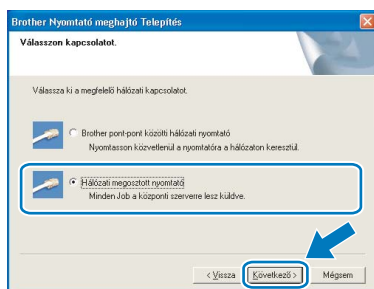 Brother Nyomtató meghajtó Telepítés
Válasszon kapcsolatot.
Válassza ki a megfelelő hálózati kapcsolatot.
Brother pont-pont közötti hálózati nyomtató
Nyomtasson közvetlenül a nyomtatóra a hálózaton keresztül.
Hálózati megosztott nyomtató
Minden Job a központi szerverre lesz küldve.
< Vissza Következő > Mégsem